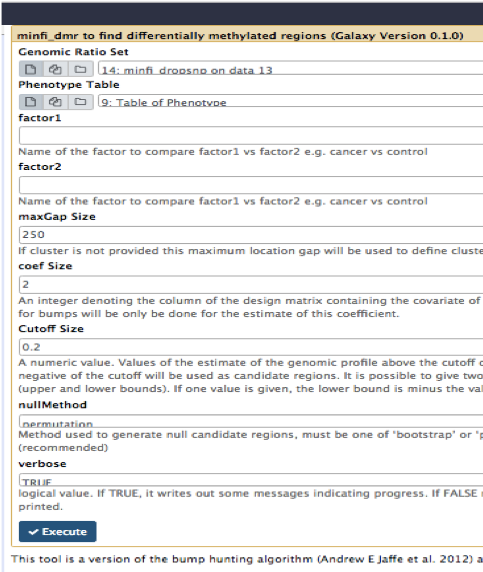 minfi_dmr to find differentially methylated regions (Galaxy Version 0.1.0)
Genomic Ratio Set
14: minfi_dropsnp on data 13
Phenotype Table
9: Table of Phenotype
factor1
Name of the factor to compare factor1 vs factor2 e.g. cancer vs control
factor2
Name of the factor to compare factor1 vs factor2 e.g. cancer vs control
maxGap Size
250
If cluster is not provided this maximum location gap will be used to define cluste
coef Size
2
An integer denoting the column of the design matrix containing the covariate of
for bumps will be only be done for the estimate of this coefficient.
Cutoff Size
0.2
A numeric value. Values of the estimate of the genomic profile above the cutoff
negative of the cutoff will be used as candidate regions. It is possible to give two
(upper and lower bounds). If one value is given, the lower bound is minus the val
nullMethod
permutation
Method used to generate null candidate regions, must be one of 'bootstrap' or 'p
(recommended)
verbose
TRUE
logical value. If TRUE, it writes out some messages indicating progress. If FALSE
printed.
Execute
This tool is a version of the bump hunting algorithm (Andrew E Jaffe et al. 2012) a